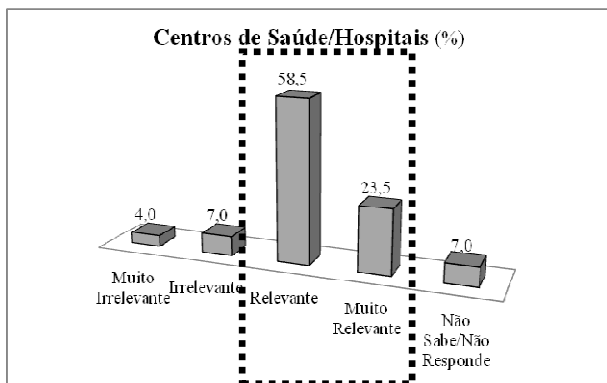 Centros de Saúde/Hospitais (%)
58,5
23,5
4,0
7,0
7,0
Muito
Irrelevante
Irrelevante
Relevante
Muito
Relevante
Não
Sabe/Não
Responde